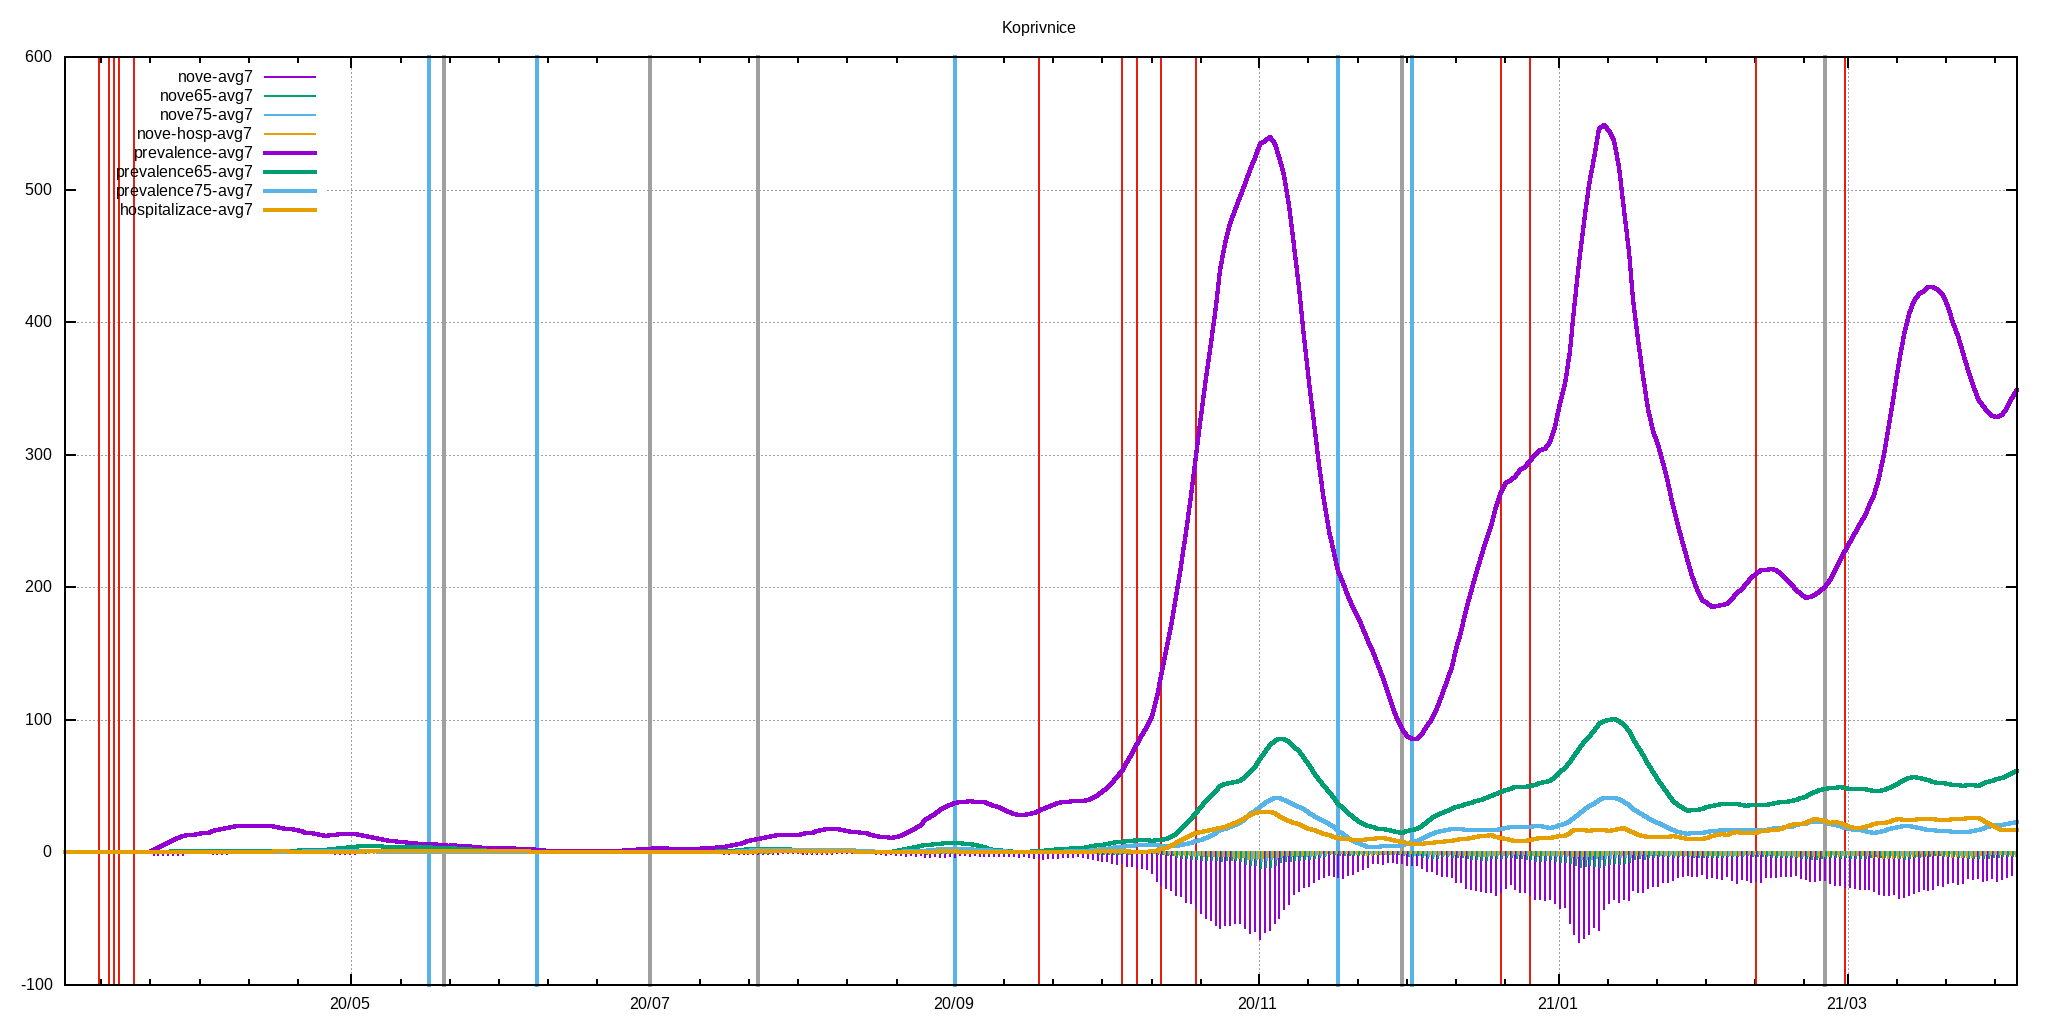 Koprivnice
600
500
400
300
200
100
0
-100
nove-avg7
nove65-avg7
nove75-avg7
nove-hosp-avg7
prevalence-avg7
prevalence65-avg7
prevalence75-avg7
hospitalizace-avg7
20/05 20/07 20/09 20/11 21/01 21/03